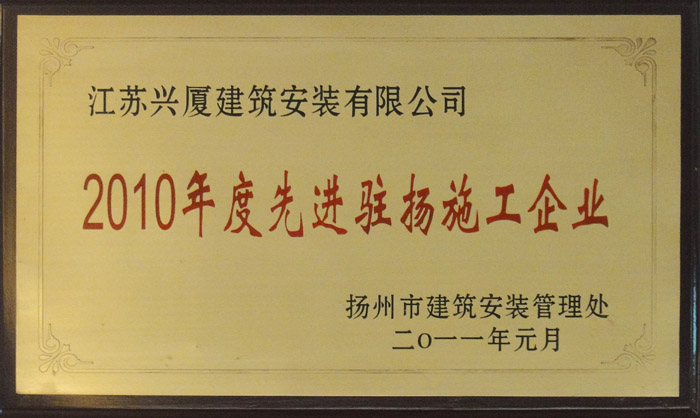 江苏兴厦建筑安装有限公司
2010年度先进驻扬施工企业
扬州市建筑安装管理处
二O一一年元月